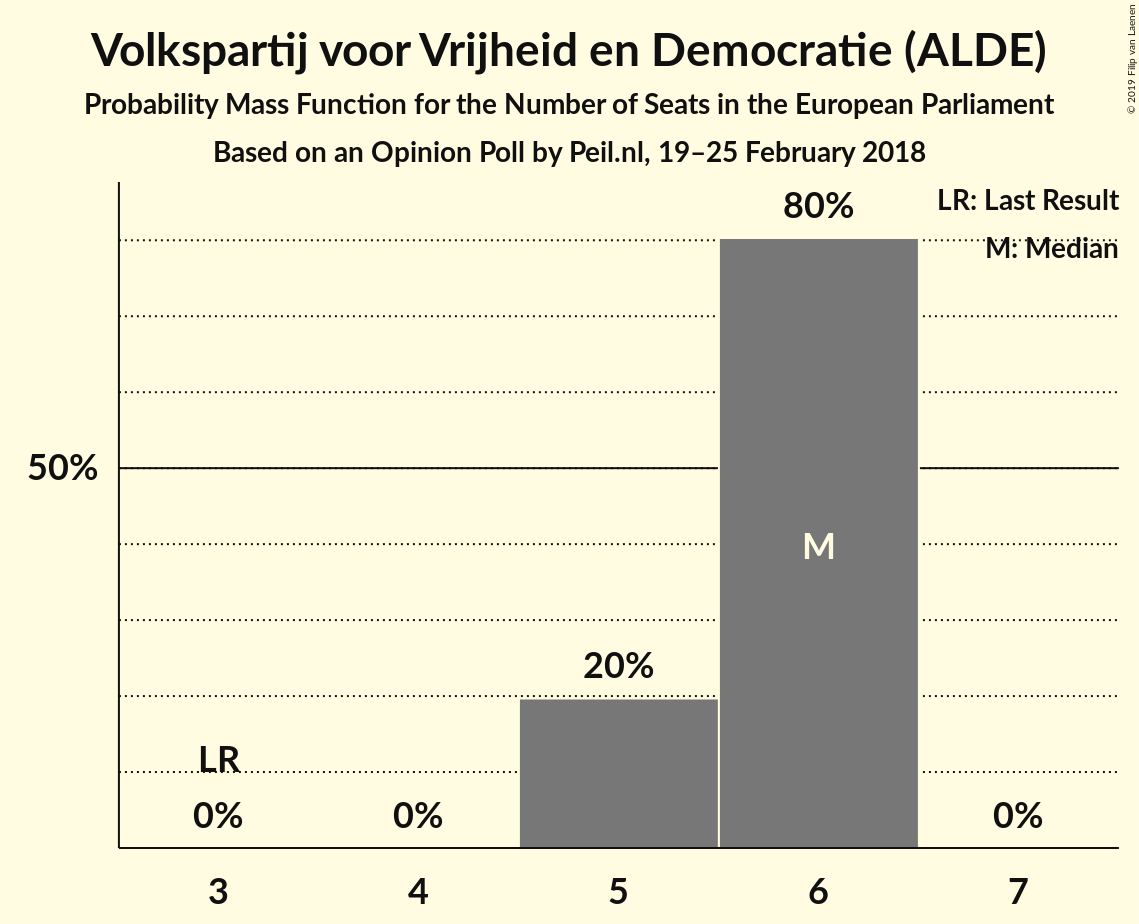 Volkspartij voor Vrijheid en Democratie (ALDE)
Probability Mass Function for the Number of Seats in the European Parliament
Based on an Opinion Poll by Peil.nl, 19–25 February 2018
© 2019 Filip van Laenen
LR: Last Result
M: Median
80%
50%
M
20%
LR
0%
0%
0%
3
4
5
6
7